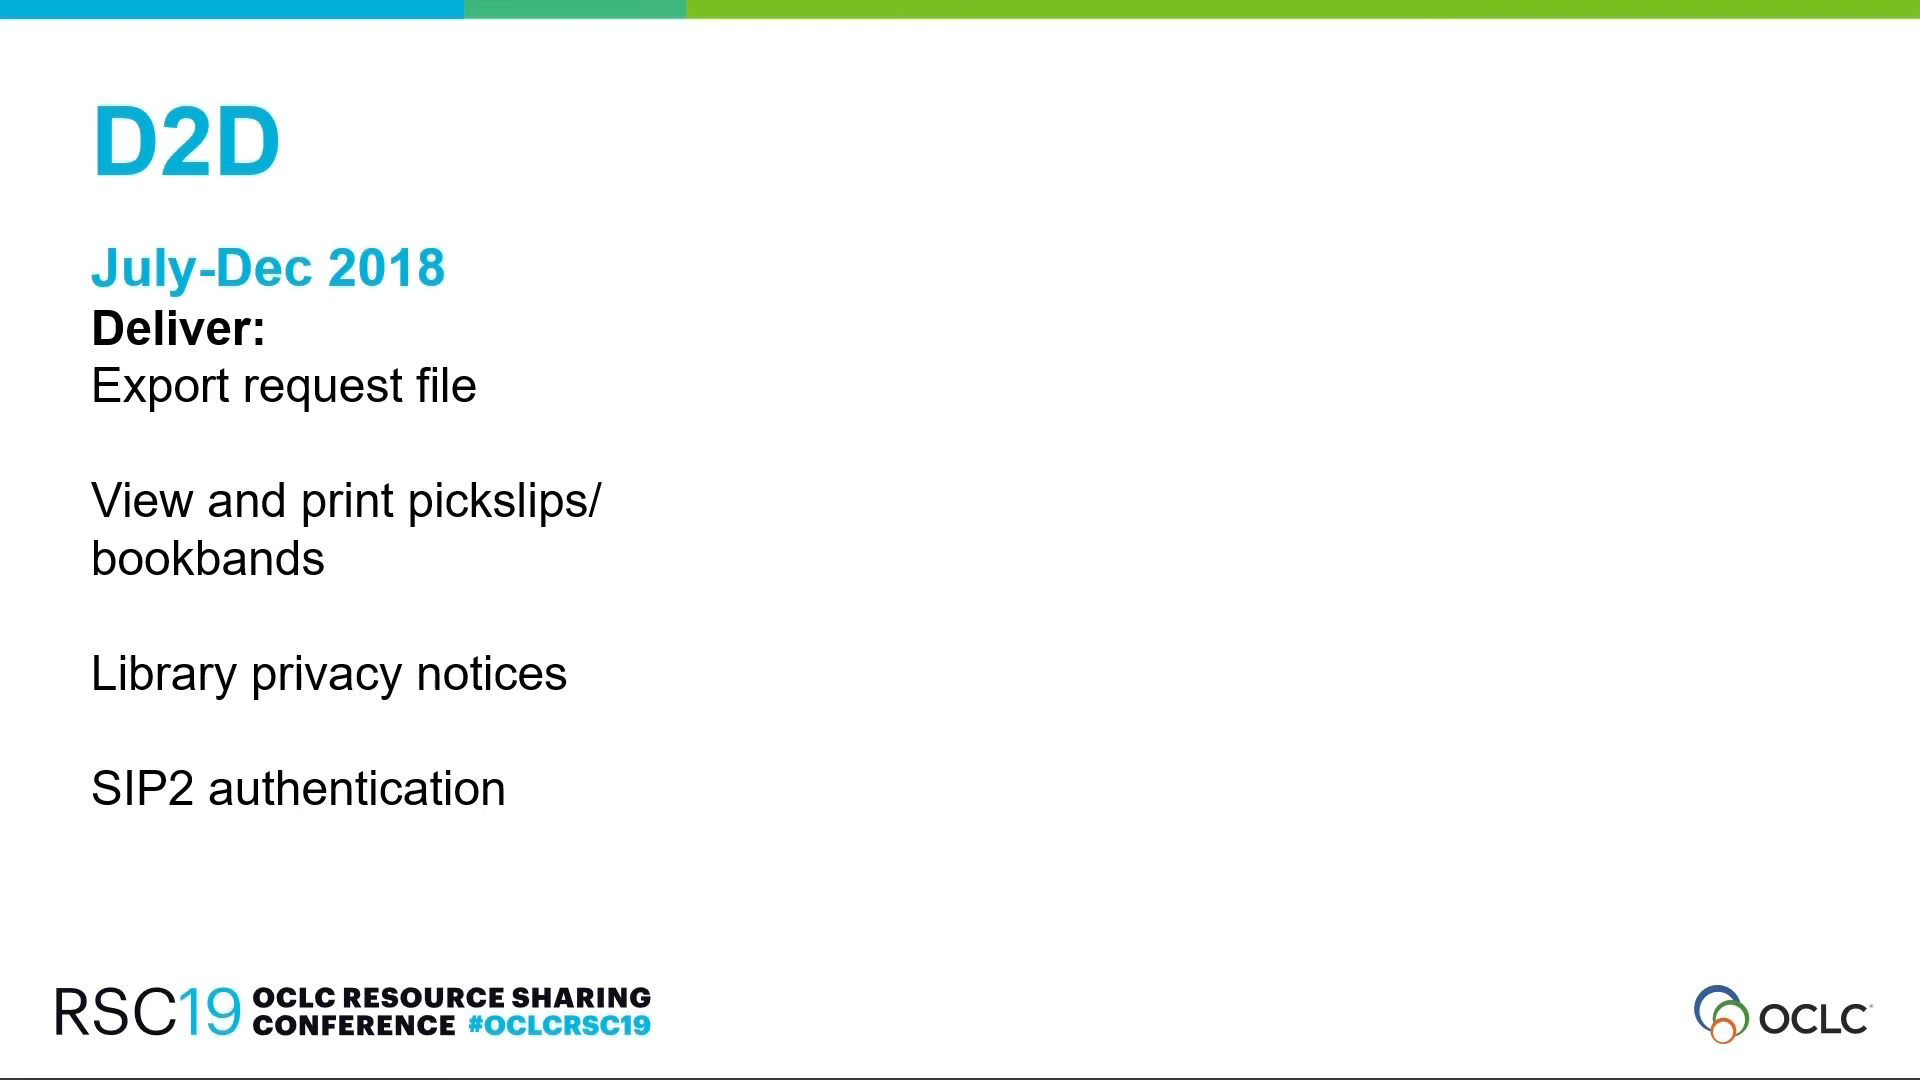 D2D
July-Dec 2018
Deliver:
Export request file
View and print pickslips/
bookbands
Library privacy notices
SIP2 authentication
RSC19 OCLC RESOURCE SHARING
CONFERENCE #OCLCRSC19
OCLC